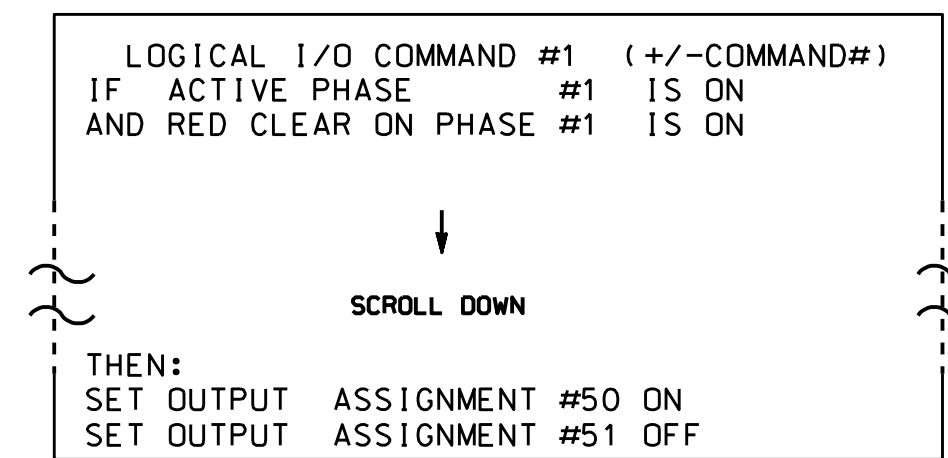 LOGICAL I/O COMMAND #1 (+/-COMMAND#)
IF ACTIVE PHASE #1 IS ON
AND RED CLEAR ON PHASE #1 IS ON
SCROLL DOWN
THEN:
SET OUTPUT ASSIGNMENT #50 ON
SET OUTPUT ASSIGNMENT #51 OFF